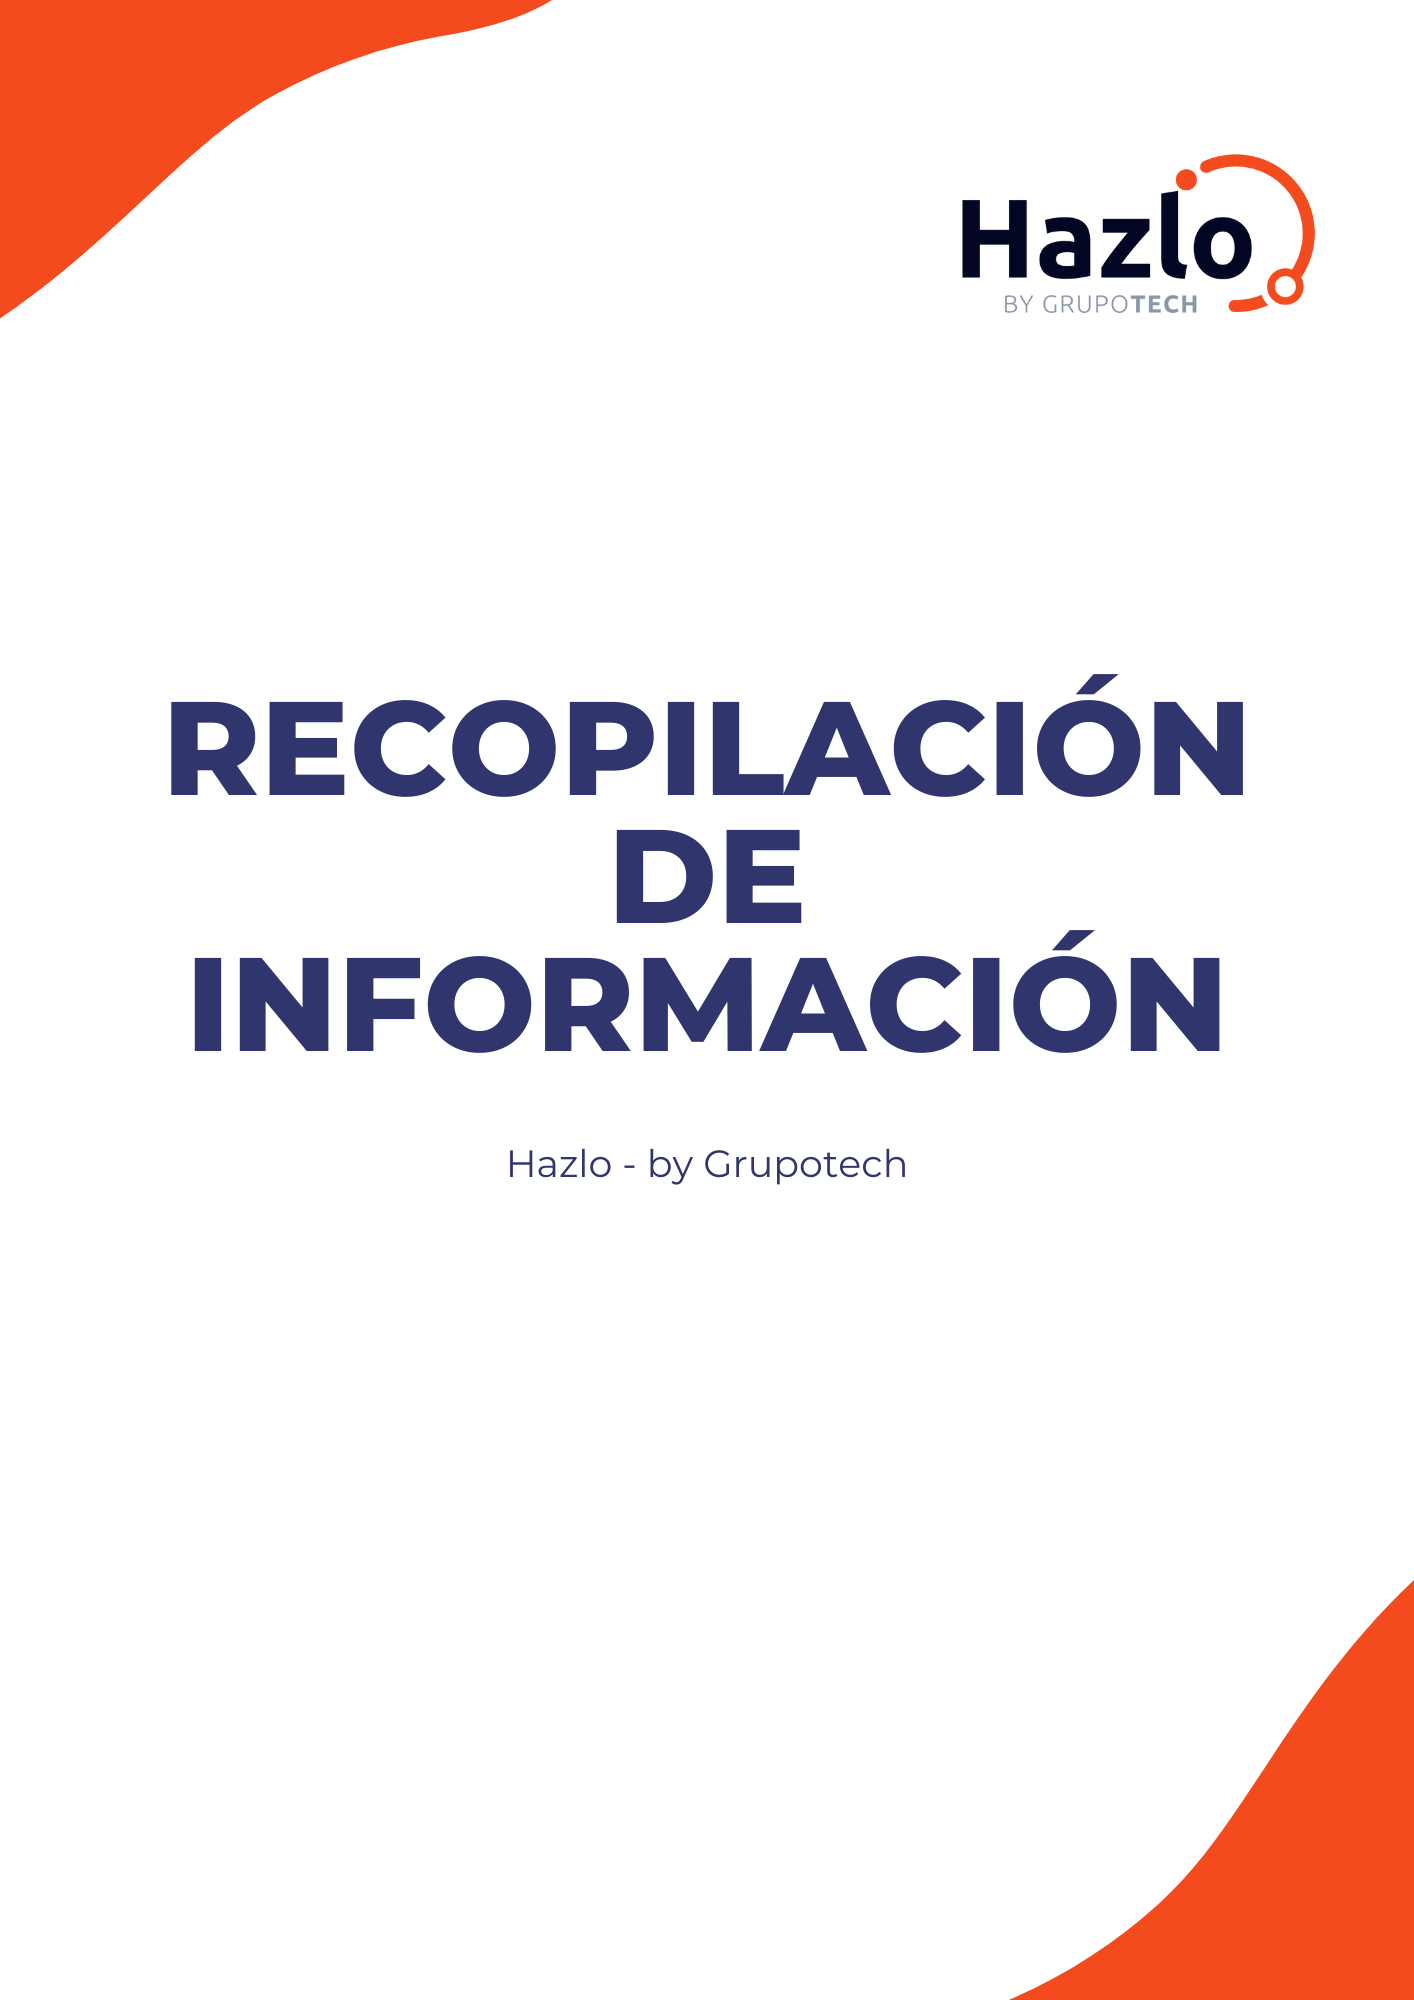 Hazlo
BY GRUPOTECH
RECOPILACIÓN
DE
INFORMACIÓN
Hazlo - by Grupotech